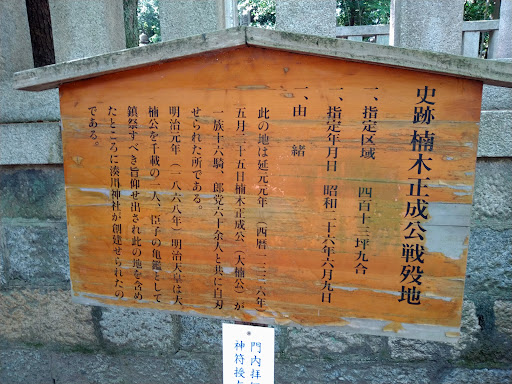 史跡 楠木正成公戦歿地
一、指定区域　四百十三坪九合
一、指定年月日　昭和二十六年六月九日
一、由　緒
此の地は延元元年（西暦一三三六年
五月二十五日楠木正成公（大楠公）が
一族十六騎、郎党六十余人と共に自刃
せられた所である。
明治元年（一八六八年）明治天皇は大
楠公を千載の一人、臣子の亀鑑として
鎮祭すべき旨仰せ出され此の地を含め
たところに湊川神社が創建せられたの
である。
門内拝
神符授